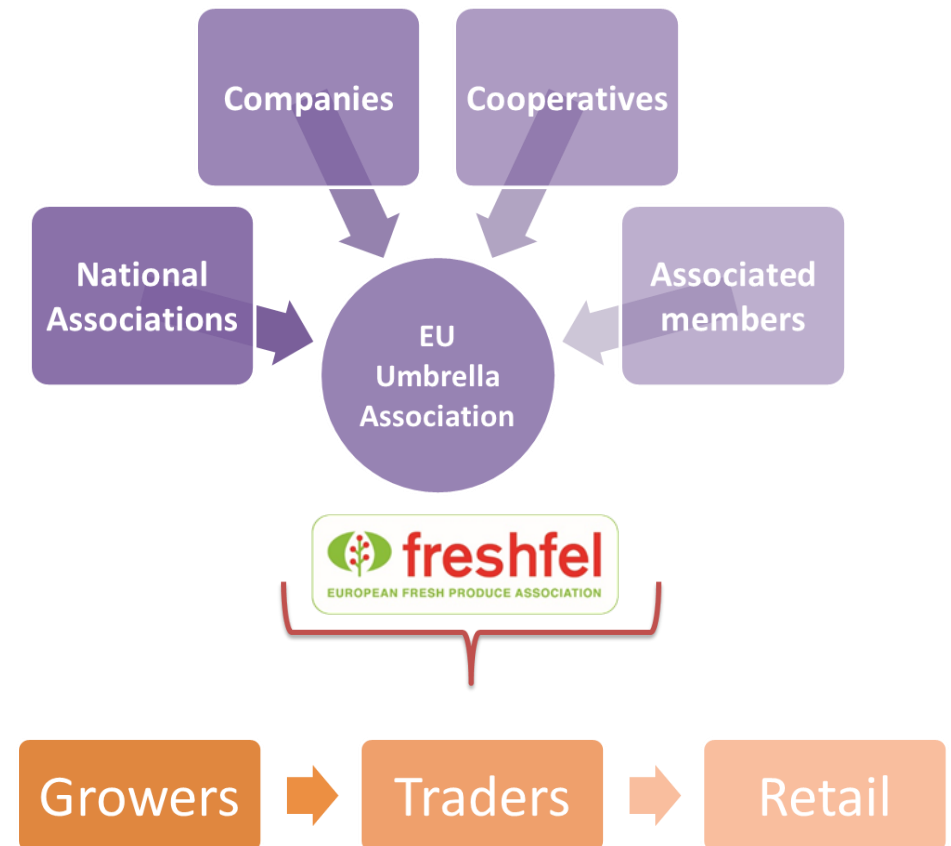 Companies
Cooperatives
National
Associations
Associated
members
EU
Umbrella
Association
freshfel
EUROPEAN FRESH PRODUCE ASSOCIATION
Growers
Traders
Retail